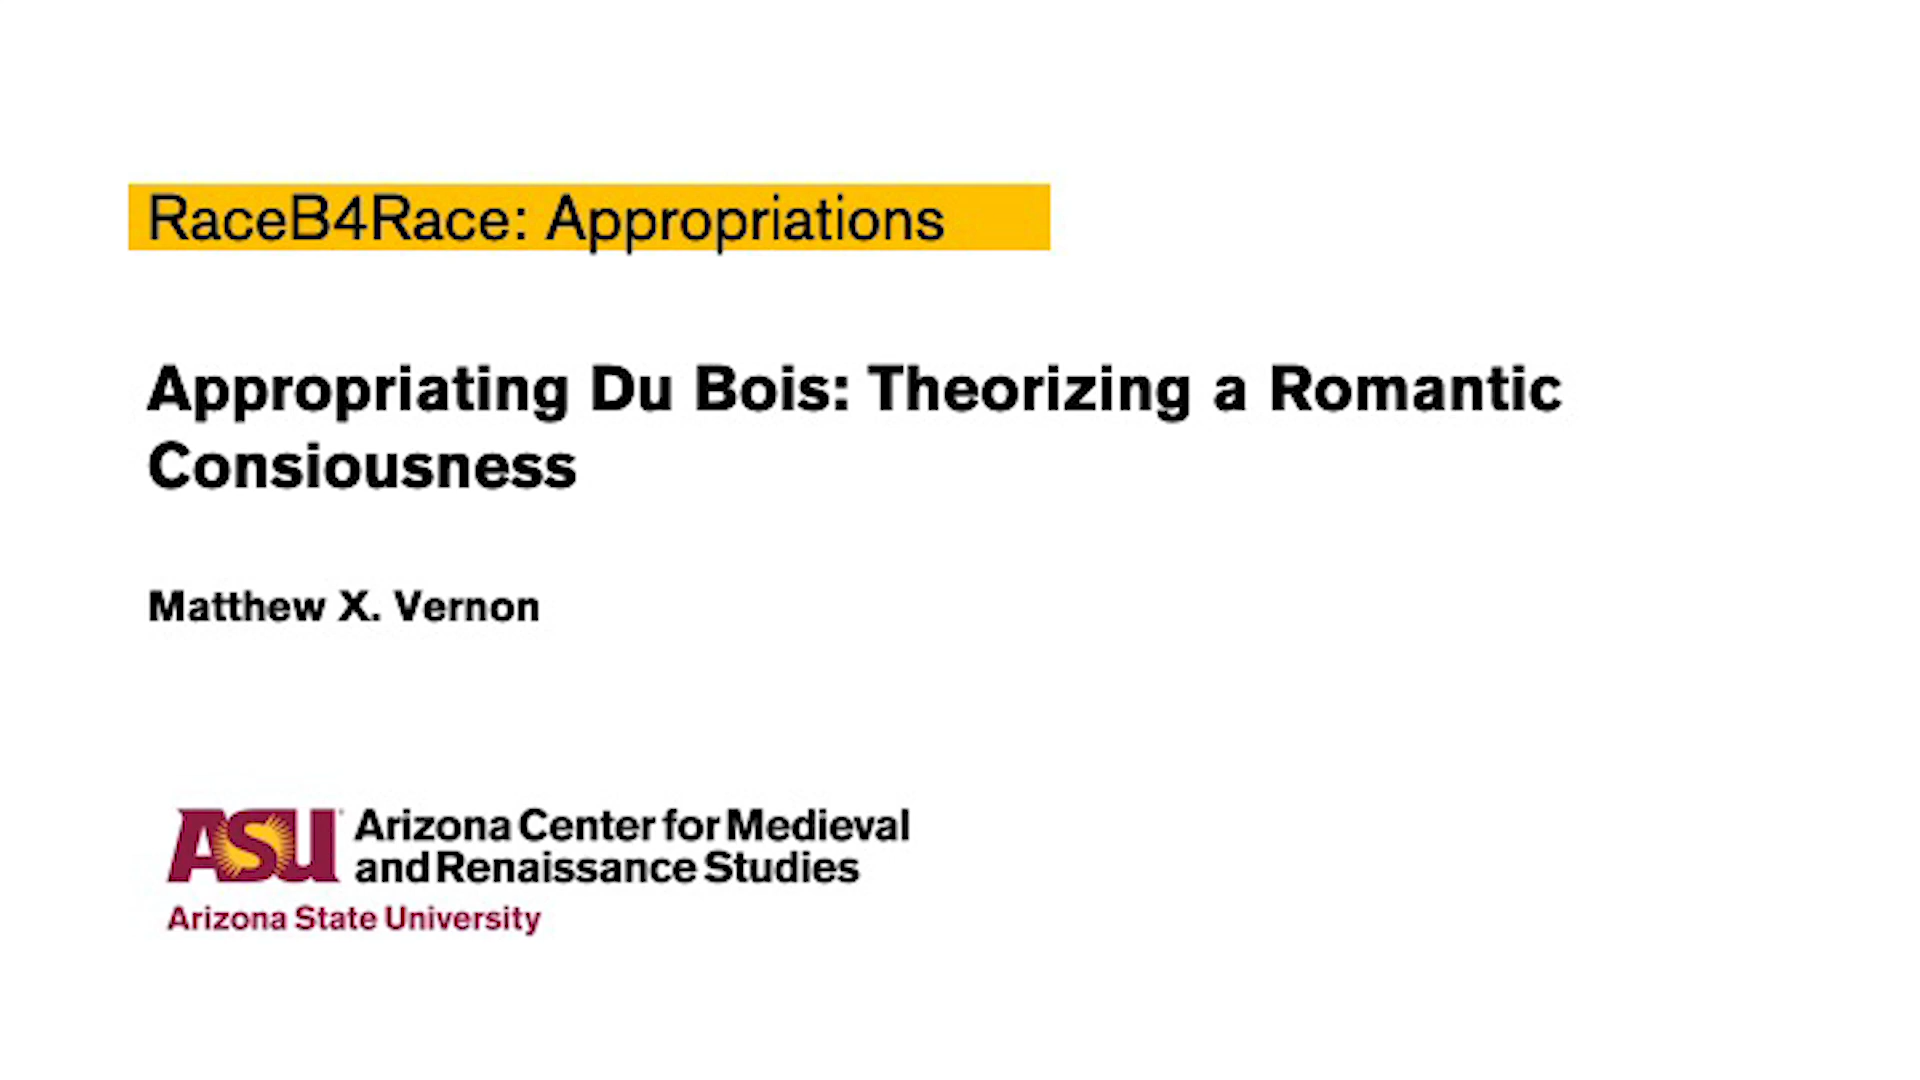 RaceB4Race: Appropriations
Appropriating Du Bois: Theorizing a Romantic
Consiousness
Matthew X. Vernon
ASU Arizona Center for Medieval
and Renaissance Studies
Arizona State University